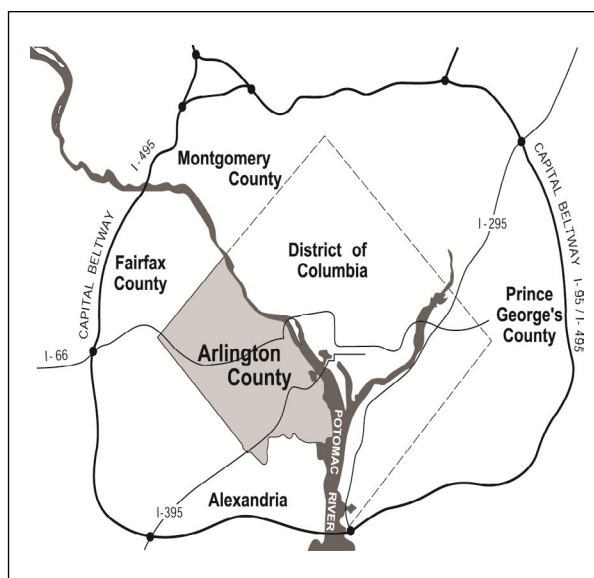 I-495
Montgomery
County
CAPITAL BELTWAY
I-295
CAPITAL BELTWAY I-95 / I-495
District of
Columbia
Fairfax
County
Prince
George's
County
I-66
Arlington
County
POTOMAC RIVER
Alexandria
I-395